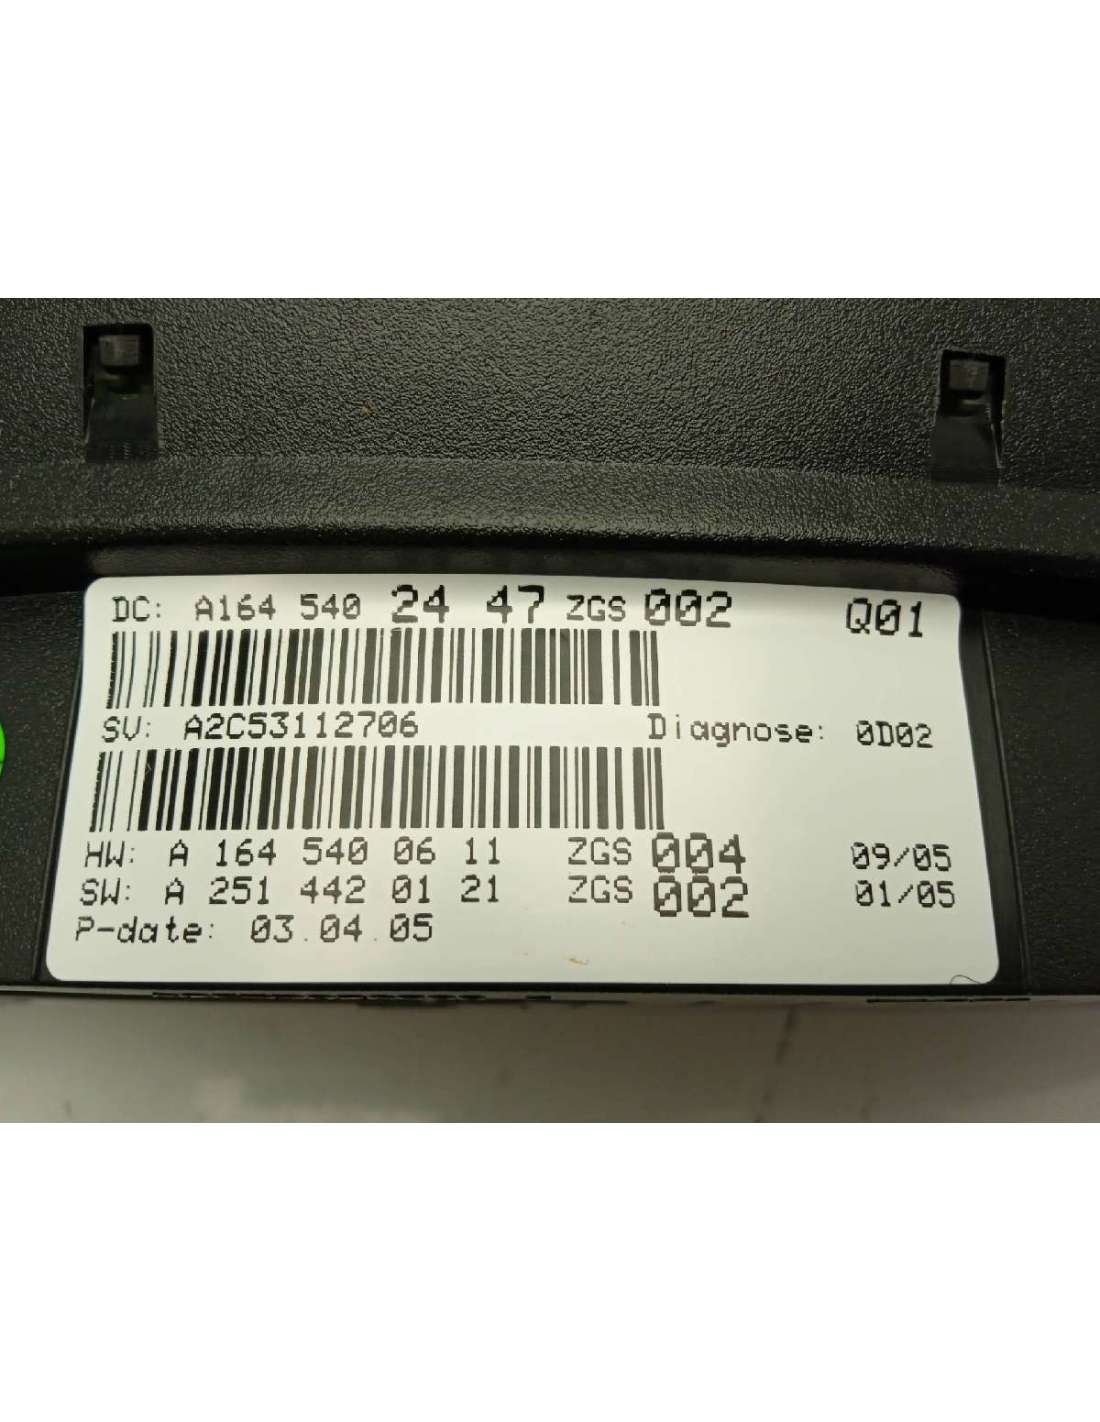 DC: A164 540 24 47 ZGS 002 Q01
SV: A2C53112706 Diagnose: 0D02
HW: A 164 540 06 11 ZGS 004 09/05
SW: A 251 442 01 21 ZGS 002 01/05
P-date: 03.04.05